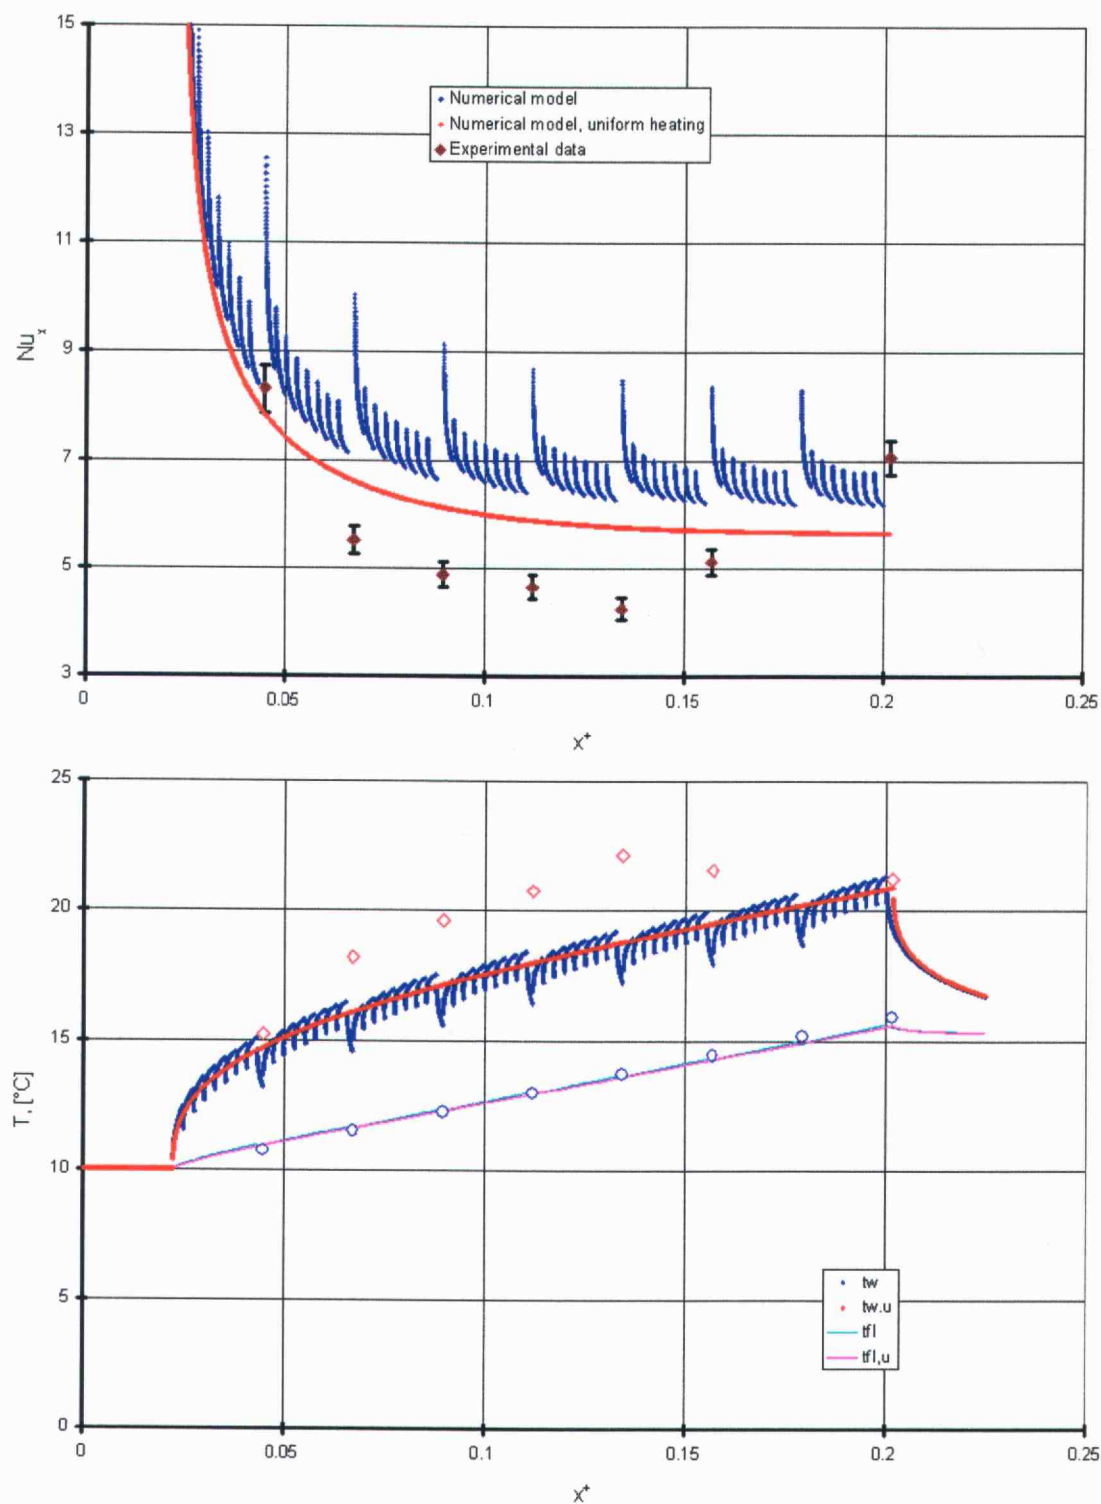 15
13
11
9
7
5
3
Nu_x
Numerical model
Numerical model, uniform heating
Experimental data
0 0.05 0.1 0.15 0.2 0.25
x+
25
20
15
10
5
0
T, [°C]
tw
tw.u
tfl
tfl,u
0 0.05 0.1 0.15 0.2 0.25
x+